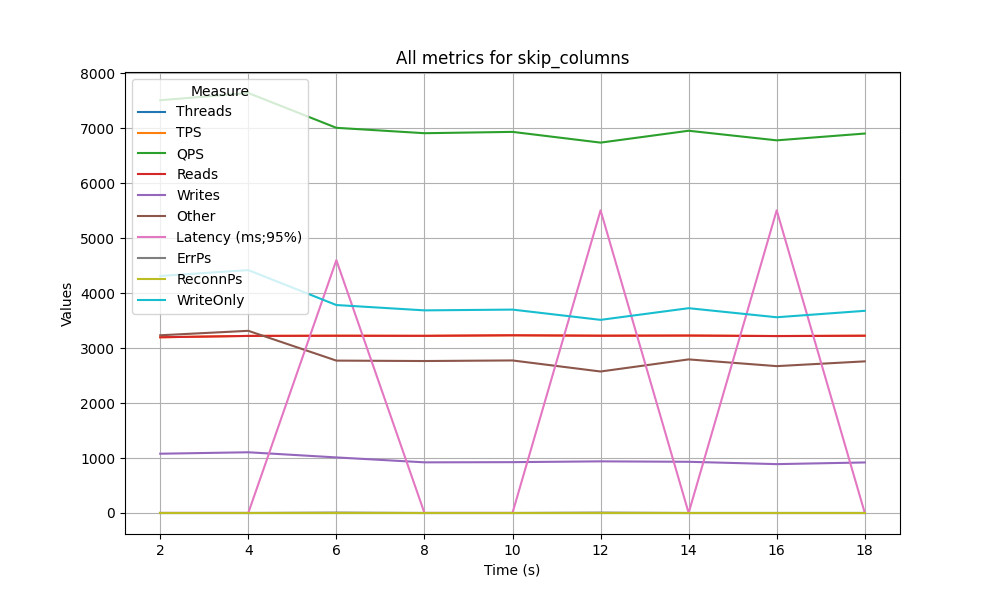 All metrics for skip_columns
8000
7000
6000
5000
4000
3000
2000
1000
0
Values
Measure
Threads
TPS
QPS
Reads
Writes
Other
Latency (ms;95%)
ErrPs
ReconnPs
WriteOnly
2 4 6 8 10 12 14 16 18
Time (s)